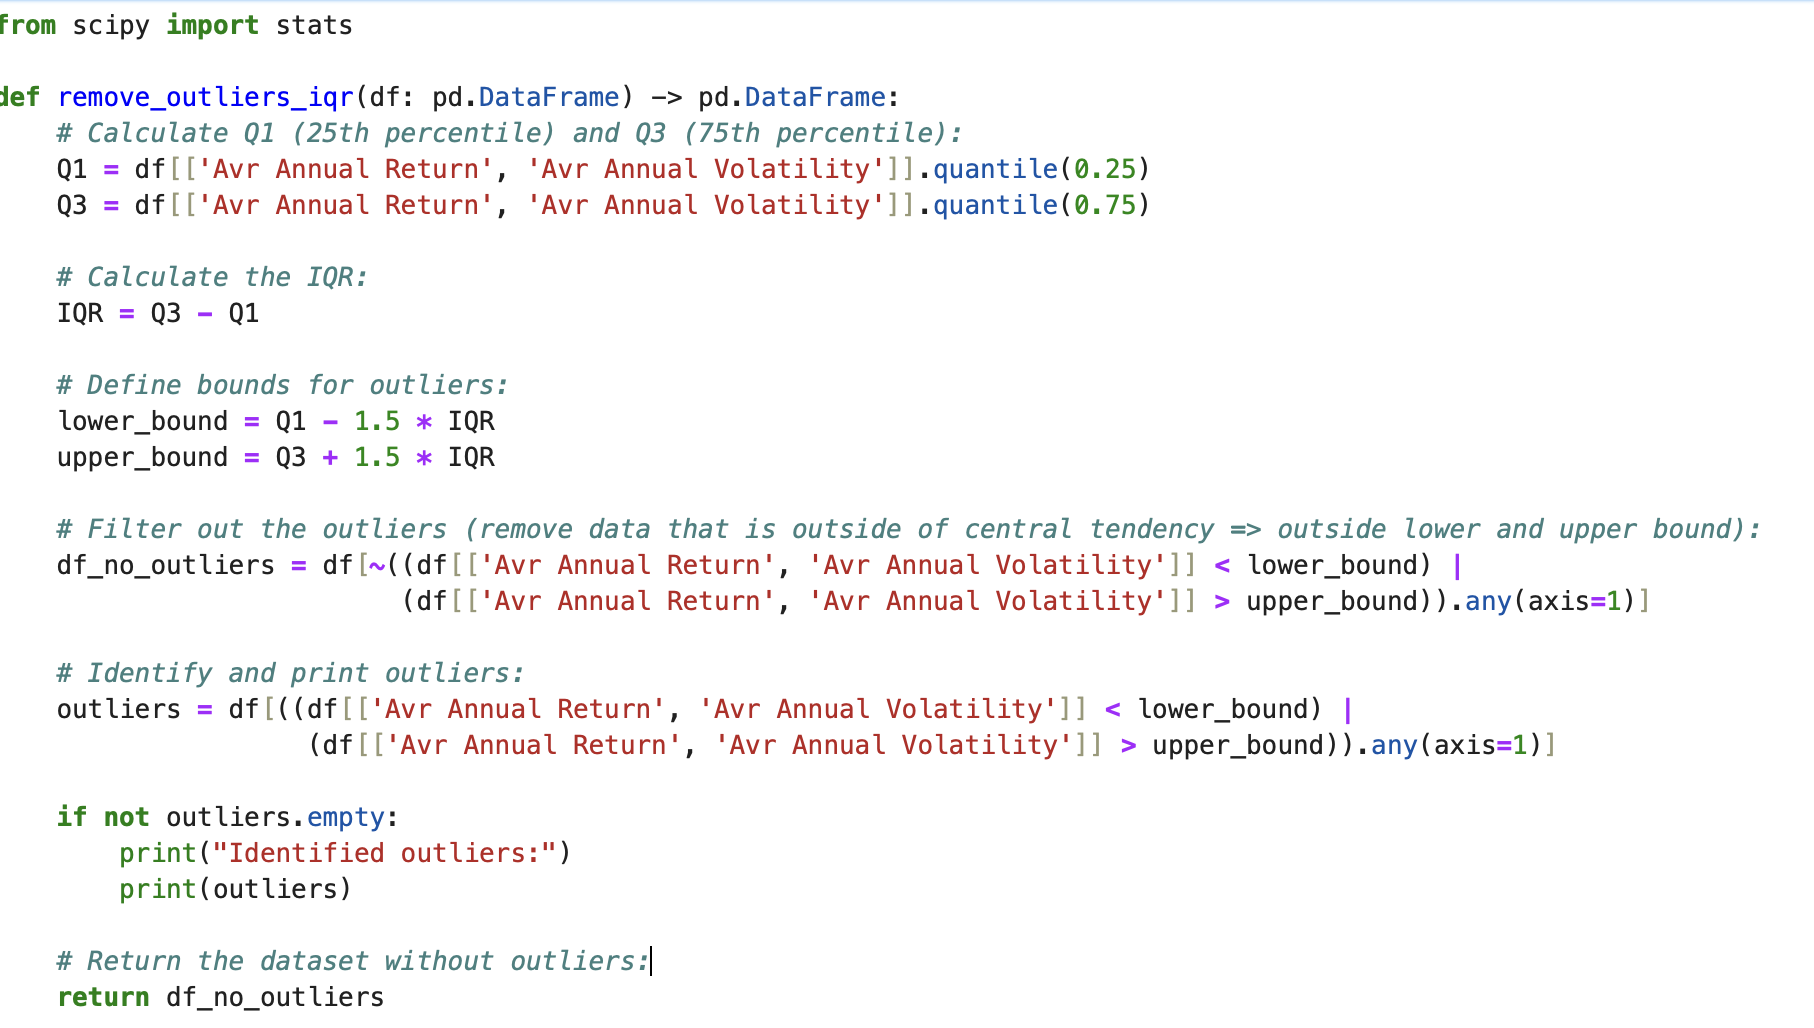 from scipy import stats
def remove_outliers_iqr(df: pd.DataFrame) -> pd.DataFrame:
# Calculate Q1 (25th percentile) and Q3 (75th percentile):
Q1 = df[['Avr Annual Return', 'Avr Annual Volatility']].quantile(0.25)
Q3 = df[['Avr Annual Return', 'Avr Annual Volatility']].quantile(0.75)
# Calculate the IQR:
IQR = Q3 - Q1
# Define bounds for outliers:
lower_bound = Q1 - 1.5 * IQR
upper_bound = Q3 + 1.5 * IQR
# Filter out the outliers (remove data that is outside of central tendency => outside lower and upper bound):
df_no_outliers = df[~((df[['Avr Annual Return', 'Avr Annual Volatility']] < lower_bound) |
(df[['Avr Annual Return', 'Avr Annual Volatility']] > upper_bound)).any(axis=1)]
# Identify and print outliers:
outliers = df[((df[['Avr Annual Return', 'Avr Annual Volatility']] < lower_bound) |
(df[['Avr Annual Return', 'Avr Annual Volatility']] > upper_bound)).any(axis=1)]
if not outliers.empty:
print("Identified outliers:")
print(outliers)
# Return the dataset without outliers:
return df_no_outliers